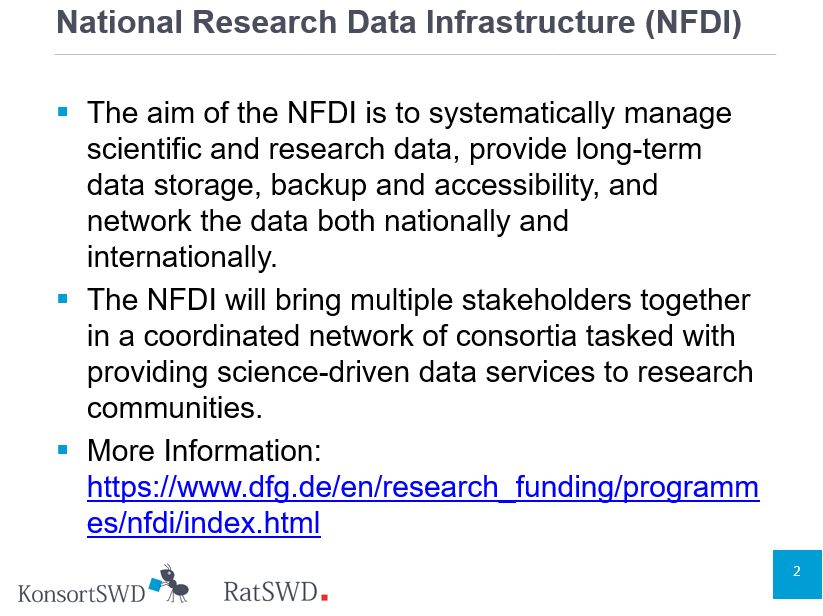 National Research Data Infrastructure (NFDI)
The aim of the NFDI is to systematically manage
scientific and research data, provide long-term
data storage, backup and accessibility, and
network the data both nationally and
internationally.
The NFDI will bring multiple stakeholders together
in a coordinated network of consortia tasked with
providing science-driven data services to research
communities.
More Information:
https://www.dfg.de/en/research_funding/programm
es/nfdi/index.html
KonsortSWD
RatSWD.
2